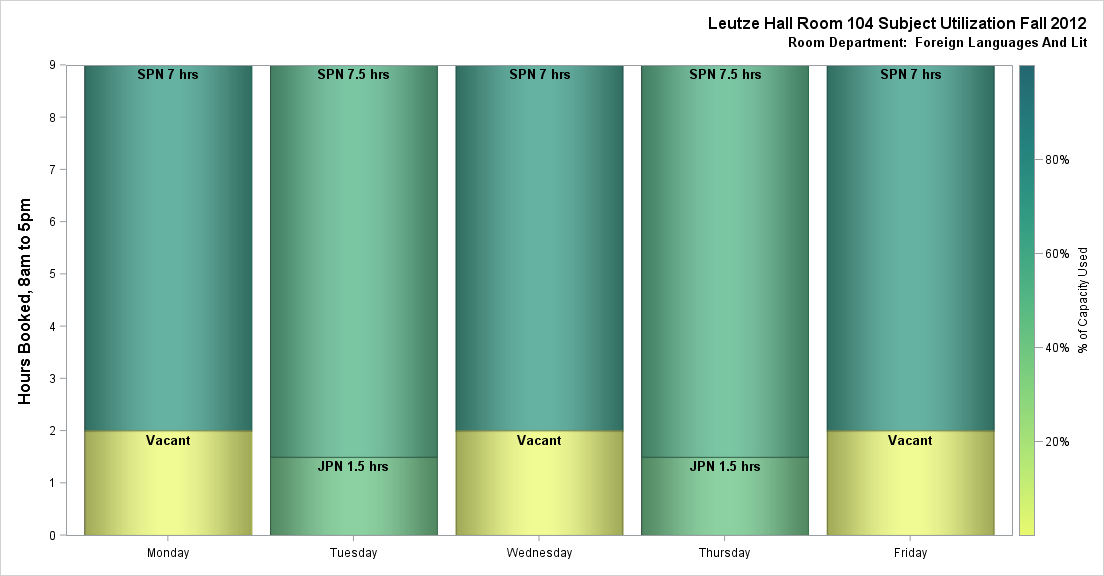 Leutze Hall Room 104 Subject Utilization Fall 2012
Room Department: Foreign Languages And Lit
Hours Booked, 8am to 5pm
9
8
7
6
5
4
3
2
1
0
SPN 7 hrs
SPN 7.5 hrs
SPN 7 hrs
SPN 7.5 hrs
SPN 7 hrs
Vacant
JPN 1.5 hrs
Vacant
JPN 1.5 hrs
Vacant
Monday
Tuesday
Wednesday
Thursday
Friday
80%
60%
40%
20%
% of Capacity Used